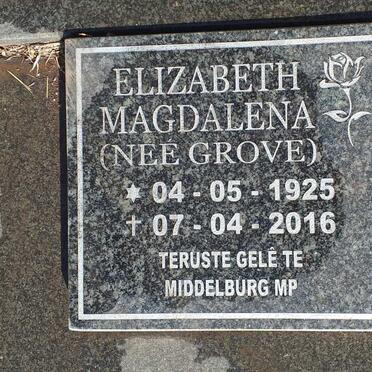 ELIZABETH
MAGDALENA
(NEE GROVE)
✶ 04 - 05 - 1925
✝ 07 - 04 - 2016
TERUSTE GELÊ TE
MIDDELBURG MP